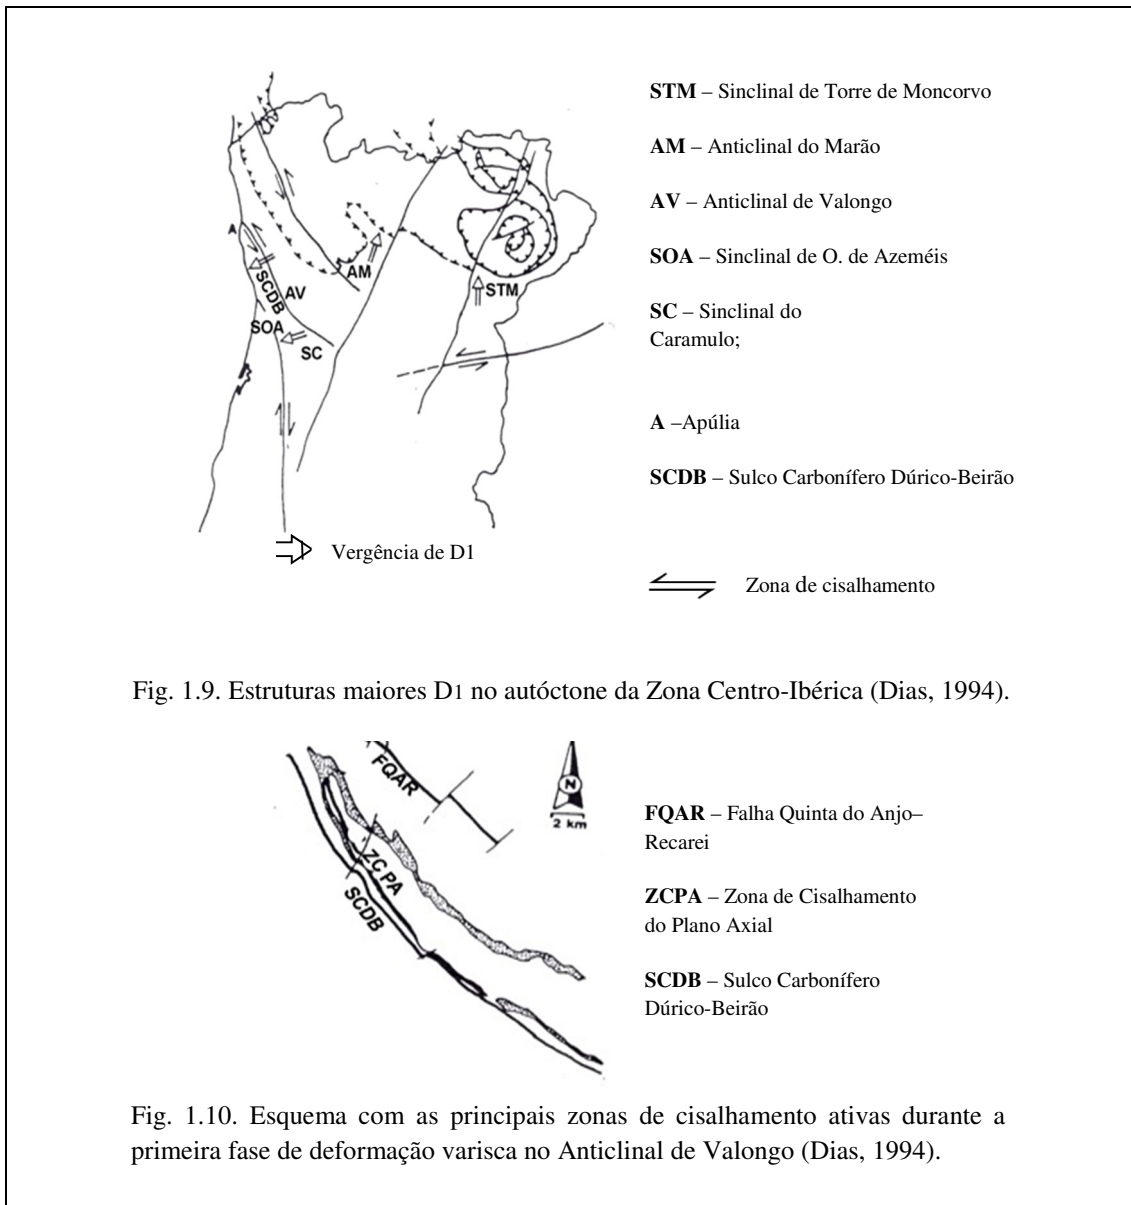 STM – Sinclinal de Torre de Moncorvo
AM – Anticlinal do Marão
AV – Anticlinal de Valongo
SOA – Sinclinal de O. de Azeméis
SC – Sinclinal do
Caramulo;
A –Apúlia
SCDB – Sulco Carbonífero Dúrico-Beirão
A
SCDB
AV
AM
STM
SOA
SC
Vergência de D1
Zona de cisalhamento
Fig. 1.9. Estruturas maiores D1 no autóctone da Zona Centro-Ibérica (Dias, 1994).
FQAR
N
2 km
ZCPA
SCDB
FQAR – Falha Quinta do Anjo–
Recarei
ZCPA – Zona de Cisalhamento
do Plano Axial
SCDB – Sulco Carbonífero
Dúrico-Beirão
Fig. 1.10. Esquema com as principais zonas de cisalhamento ativas durante a
primeira fase de deformação varisca no Anticlinal de Valongo (Dias, 1994).